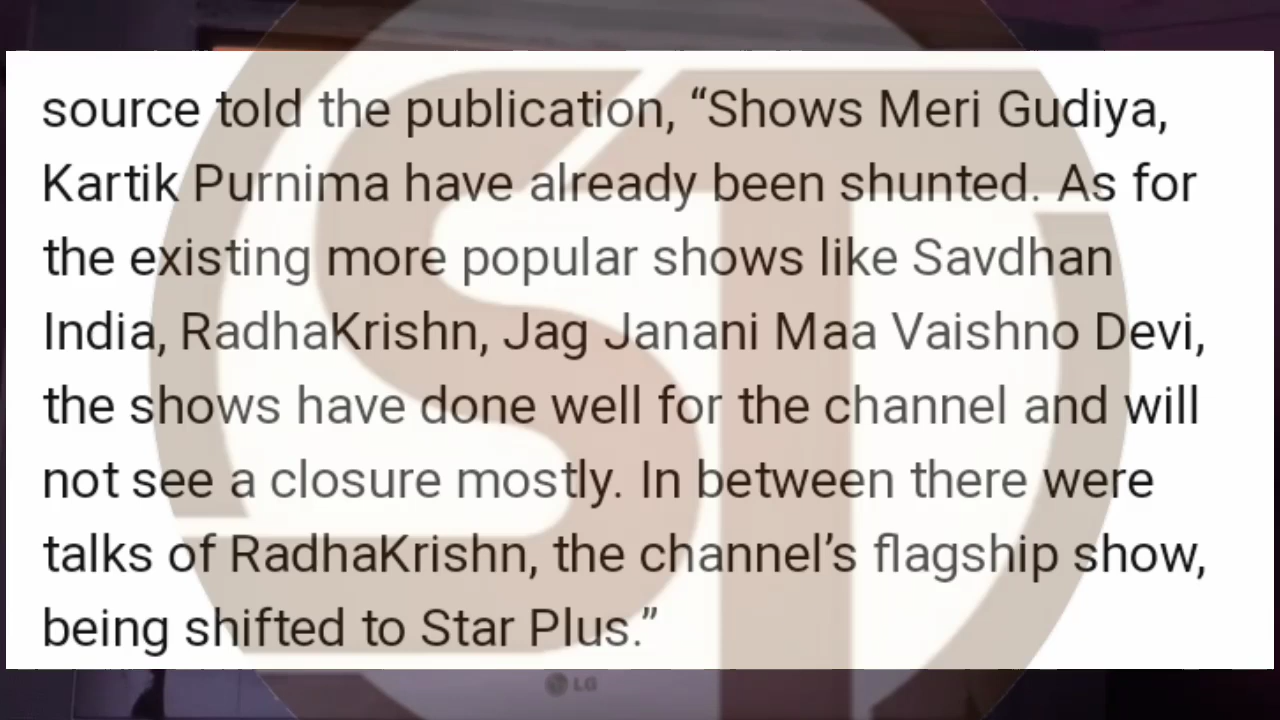 source told the publication, “Shows Meri Gudiya,
Kartik Purnima have already been shunted. As for
the existing more popular shows like Savdhan
India, RadhaKrishn, Jag Janani Maa Vaishno Devi,
the shows have done well for the channel and will
not see a closure mostly. In between there were
talks of RadhaKrishn, the channel’s flagship show,
being shifted to Star Plus.”
LG